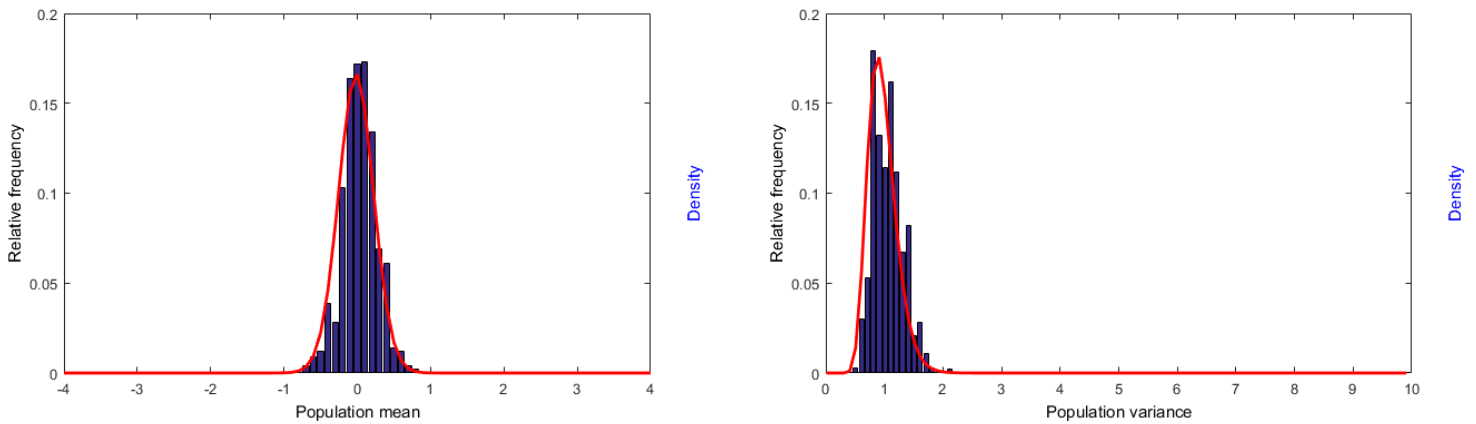 0.2
0.15
0.1
0.05
0
Relative frequency
-4 -3 -2 -1 0 1 2 3 4
Population mean
Density
0.2
0.15
0.1
0.05
0
Relative frequency
0 1 2 3 4 5 6 7 8 9 10
Population variance
Density